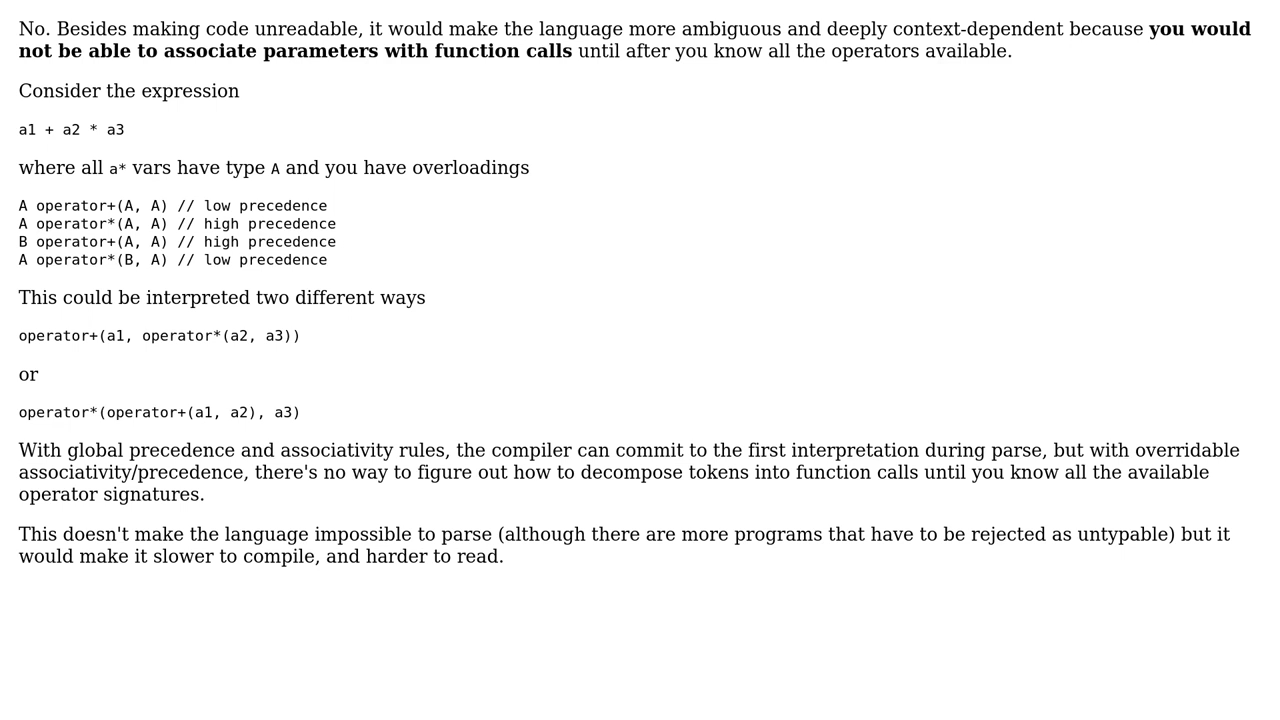 No. Besides making code unreadable, it would make the language more ambiguous and deeply context-dependent because you would
not be able to associate parameters with function calls until after you know all the operators available.
Consider the expression
a1 + a2 * a3
where all a* vars have type A and you have overloadings
A operator+(A, A) // low precedence
A operator*(A, A) // high precedence
B operator+(A, A) // high precedence
A operator*(B, A) // low precedence
This could be interpreted two different ways
operator+(a1, operator*(a2, a3))
or
operator*(operator+(a1, a2), a3)
With global precedence and associativity rules, the compiler can commit to the first interpretation during parse, but with overridable
associativity/precedence, there's no way to figure out how to decompose tokens into function calls until you know all the available
operator signatures.
This doesn't make the language impossible to parse (although there are more programs that have to be rejected as untypable) but it
would make it slower to compile, and harder to read.